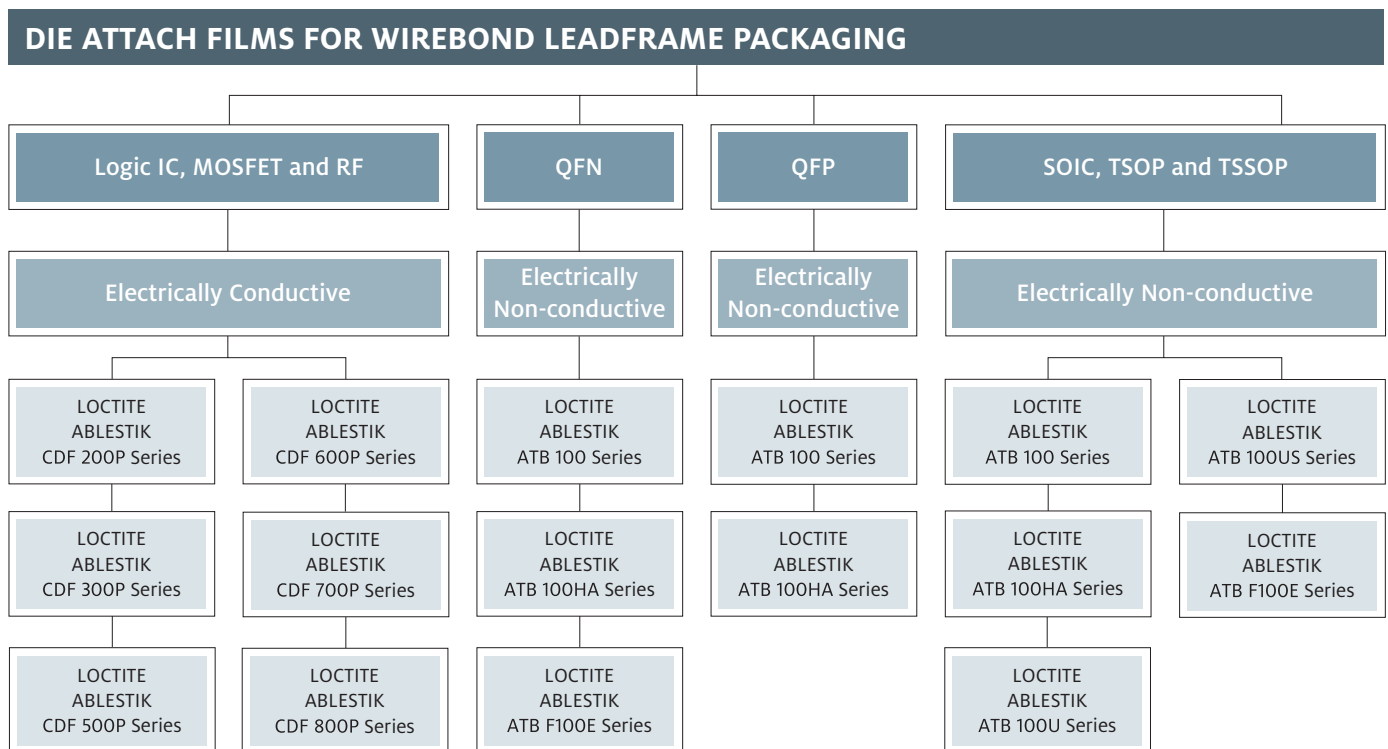 DIE ATTACH FILMS FOR WIREBOND LEADFRAME PACKAGING
Logic IC, MOSFET and RF
QFN
QFP
SOIC, TSOP and TSSOP
Electrically Conductive
Electrically
Non-conductive
Electrically
Non-conductive
Electrically Non-conductive
LOCTITE
ABLESTIK
CDF 200P Series
LOCTITE
ABLESTIK
CDF 600P Series
LOCTITE
ABLESTIK
ATB 100 Series
LOCTITE
ABLESTIK
ATB 100 Series
LOCTITE
ABLESTIK
ATB 100 Series
LOCTITE
ABLESTIK
ATB 100US Series
LOCTITE
ABLESTIK
CDF 300P Series
LOCTITE
ABLESTIK
CDF 700P Series
LOCTITE
ABLESTIK
ATB 100HA Series
LOCTITE
ABLESTIK
ATB 100HA Series
LOCTITE
ABLESTIK
ATB 100HA Series
LOCTITE
ABLESTIK
ATB F100E Series
LOCTITE
ABLESTIK
CDF 500P Series
LOCTITE
ABLESTIK
CDF 800P Series
LOCTITE
ABLESTIK
ATB F100E Series
LOCTITE
ABLESTIK
ATB 100U Series